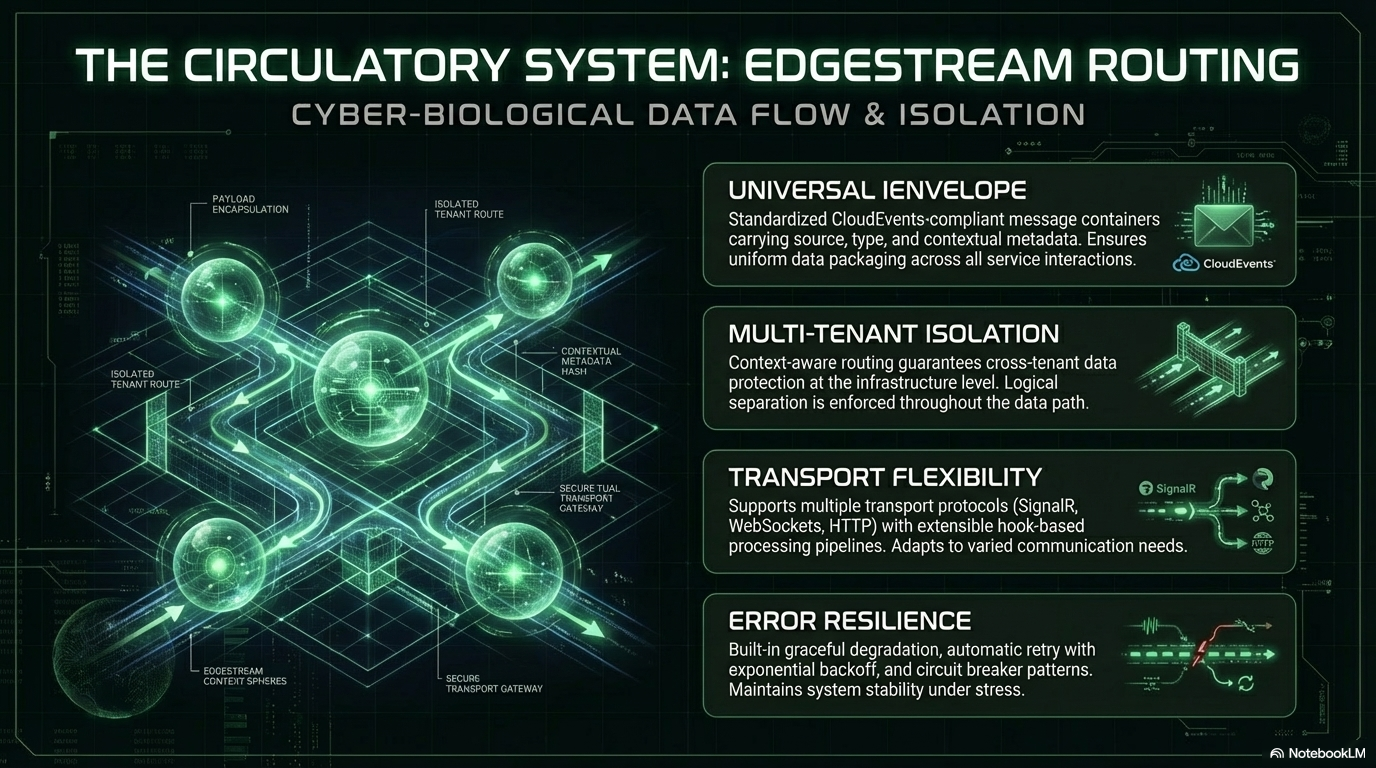 THE CIRCULATORY SYSTEM: EDGESTREAM ROUTING
CYBER-BIOLOGICAL DATA FLOW & ISOLATION
PAYLOAD
ENCAPSULATION
ISOLATED
TENANT ROUTE
ISOLATED
TENANT ROUTE
CONTEXTUAL
METADATA
HASH
SECURE TUAL
TRANSPORT
GATEWAY
EDGESTREAM
CONTEXT SPHERES
SECURE
TRANSPORT GATEWAY
UNIVERSAL IENVELOPE
Standardized CloudEvents-compliant message containers
carrying source, type, and contextual metadata. Ensures
uniform data packaging across all service interactions.
CloudEvents
MULTI-TENANT ISOLATION
Context-aware routing guarantees cross-tenant data
protection at the infrastructure level. Logical
separation is enforced throughout the data path.
TRANSPORT FLEXIBILITY
Supports multiple transport protocols (SignalR,
WebSockets, HTTP) with extensible hook-based
processing pipelines. Adapts to varied communication needs.
SignalR
HTTP
ERROR RESILIENCE
Built-in graceful degradation, automatic retry with
exponential backoff, and circuit breaker patterns.
Maintains system stability under stress.
NotebookLM